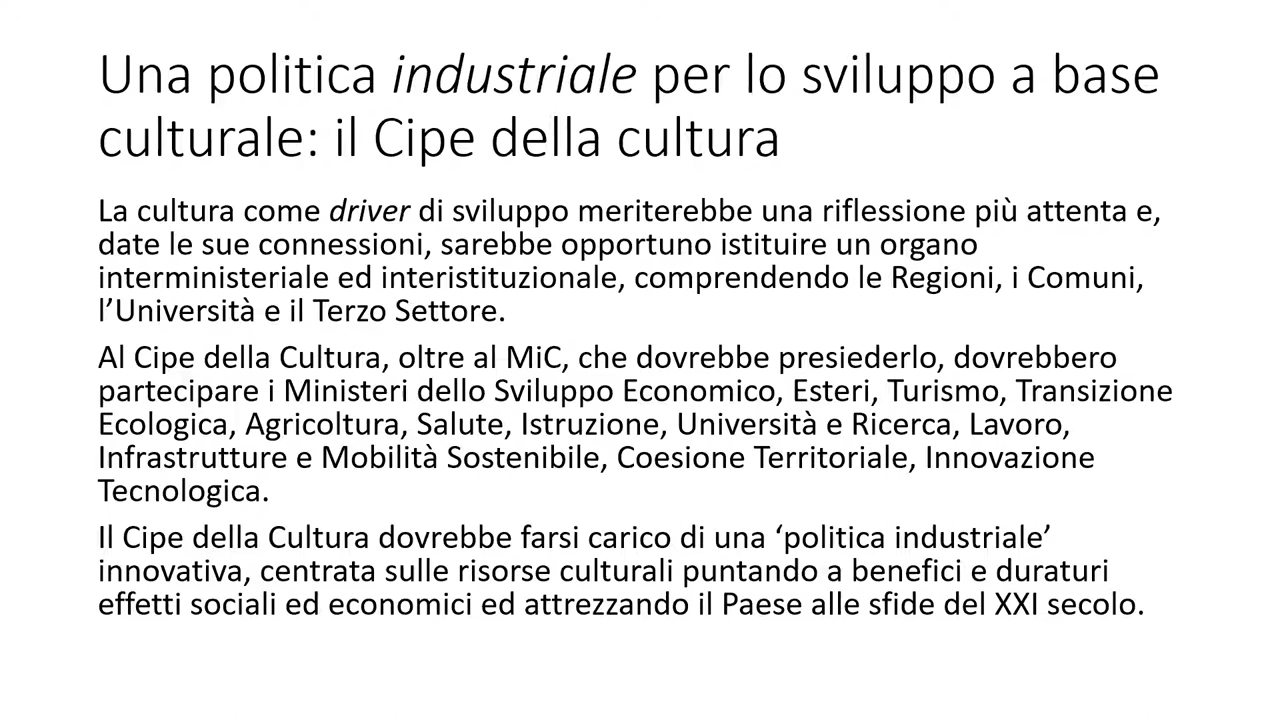 Una politica industriale per lo sviluppo a base
culturale: il Cipe della cultura
La cultura come driver di sviluppo meriterebbe una riflessione più attenta e,
date le sue connessioni, sarebbe opportuno istituire un organo
interministeriale ed interistituzionale, comprendendo le Regioni, i Comuni,
l’Università e il Terzo Settore.
Al Cipe della Cultura, oltre al MiC, che dovrebbe presiederlo, dovrebbero
partecipare i Ministeri dello Sviluppo Economico, Esteri, Turismo, Transizione
Ecologica, Agricoltura, Salute, Istruzione, Università e Ricerca, Lavoro,
Infrastrutture e Mobilità Sostenibile, Coesione Territoriale, Innovazione
Tecnologica.
Il Cipe della Cultura dovrebbe farsi carico di una ‘politica industriale’
innovativa, centrata sulle risorse culturali puntando a benefici e duraturi
effetti sociali ed economici ed attrezzando il Paese alle sfide del XXI secolo.